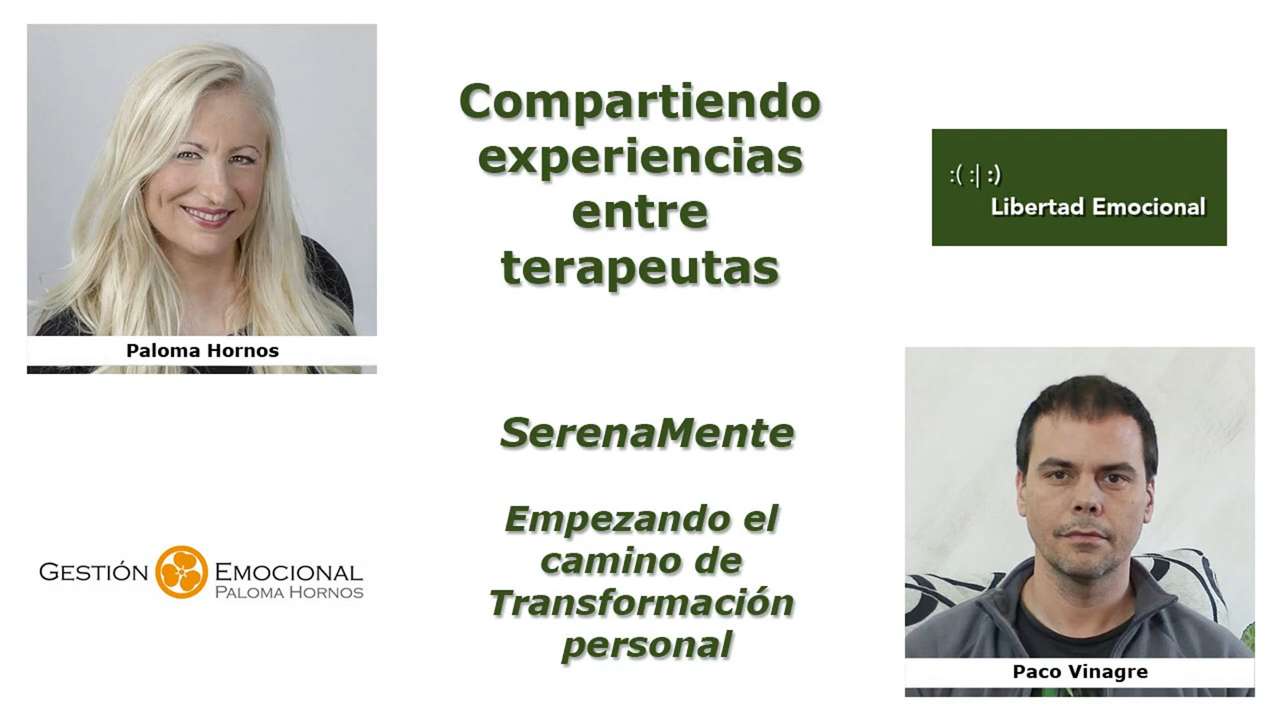 Compartiendo
experiencias
entre
terapeutas
:( :| :)
Libertad Emocional
Paloma Hornos
SerenaMente
Empezando el
camino de
Transformación
personal
GESTIÓN EMOCIONAL
PALOMA HORNOS
Paco Vinagre